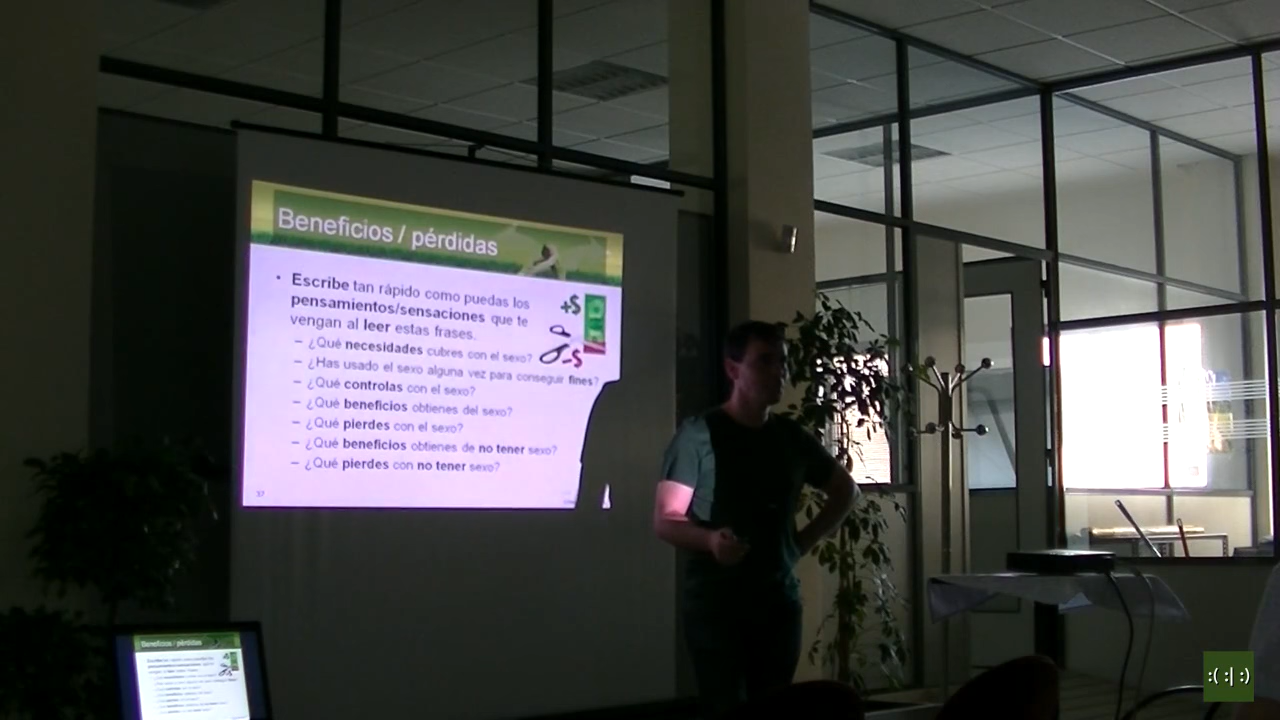 Beneficios / pérdidas
• Escribe tan rápido como puedas los
pensamientos/sensaciones que te
vengan al leer estas frases.
– ¿Qué necesidades cubres con el sexo?
– ¿Has usado el sexo alguna vez para conseguir fines?
– ¿Qué controlas con el sexo?
– ¿Qué beneficios obtienes del sexo?
– ¿Qué pierdes con el sexo?
– ¿Qué beneficios obtienes de no tener sexo?
– ¿Qué pierdes con no tener sexo?
+$
-$
37
Beneficios / pérdidas
:(|:)